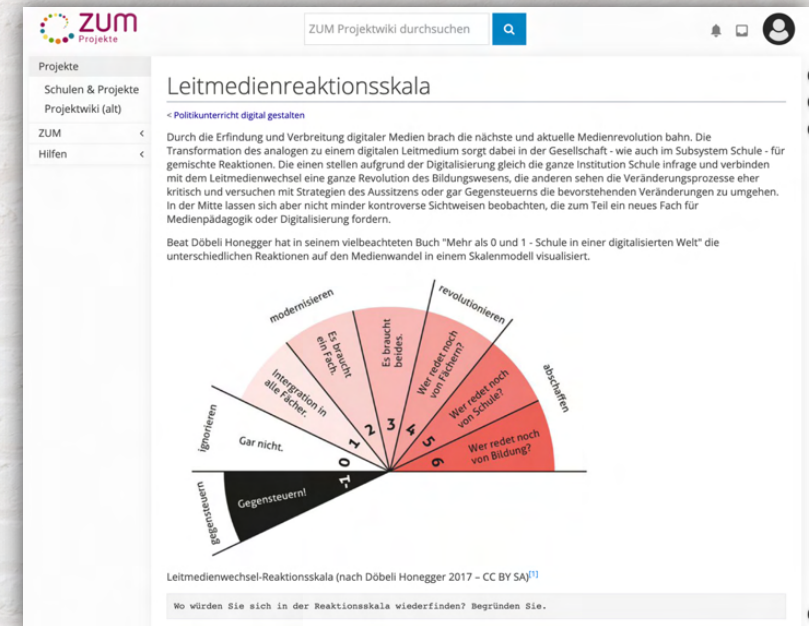 ZUM
Projekte
ZUM Projektwiki durchsuchen
Projekte
Schulen & Projekte
Projektwiki (alt)
ZUM
Hilfen
Leitmedienreaktionsskala
< Politikunterricht digital gestalten
Durch die Erfindung und Verbreitung digitaler Medien brach die nächste und aktuelle Medienrevolution bahn. Die
Transformation des analogen zu einem digitalen Leitmedium sorgt dabei in der Gesellschaft - wie auch im Subsystem Schule - für
gemischte Reaktionen. Die einen stellen aufgrund der Digitalisierung gleich die ganze Institution Schule infrage und verbinden
mit dem Leitmedienwechsel eine ganze Revolution des Bildungswesens, die anderen sehen die Veränderungsprozesse eher
kritisch und versuchen mit Strategien des Aussitzens oder gar Gegensteuerns die bevorstehenden Veränderungen zu umgehen.
In der Mitte lassen sich aber nicht minder kontroverse Sichtweisen beobachten, die zum Teil ein neues Fach für
Medienpädagogik oder Digitalisierung fordern.
Beat Döbeli Honegger hat in seinem vielbeachteten Buch "Mehr als 0 und 1 - Schule in einer digitalisierten Welt" die
unterschiedlichen Reaktionen auf den Medienwandel in einem Skalenmodell visualisiert.
gegensteuern
ignorieren
modernisieren
revolutionieren
abschaffen
Gegensteuern!
Gar nicht.
Intergration in
alle Fächer.
Es braucht
ein Fach.
Es braucht
beides.
Wer redet noch
von Fächern?
Wer redet noch
von Schule?
Wer redet noch
von Bildung?
-1
0
1
2
3
4
5
6
Leitmedienwechsel-Reaktionsskala (nach Döbeli Honegger 2017 – CC BY SA)[1]
Wo würden Sie sich in der Reaktionsskala wiederfinden? Begründen Sie.